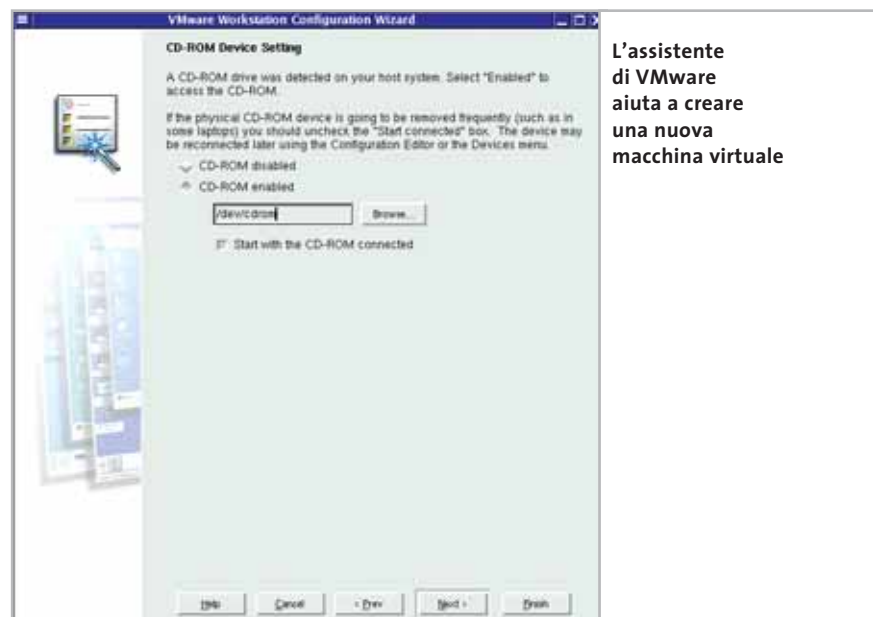 VMware Workstation Configuration Wizard
CD-ROM Device Setting
A CD-ROM drive was detected on your host system. Select "Enabled" to
access the CD-ROM.
If the physical CD-ROM device is going to be removed frequently (such as in
some laptops) you should uncheck the "Start connected" box. The device may
be reconnected later using the Configuration Editor or the Devices menu.
CD-ROM disabled
CD-ROM enabled
/dev/cdrom
Browse...
Start with the CD-ROM connected
Help
Cancel
< Prev
Next >
Finish
L'assistente
di VMware
aiuta a creare
una nuova
macchina virtuale